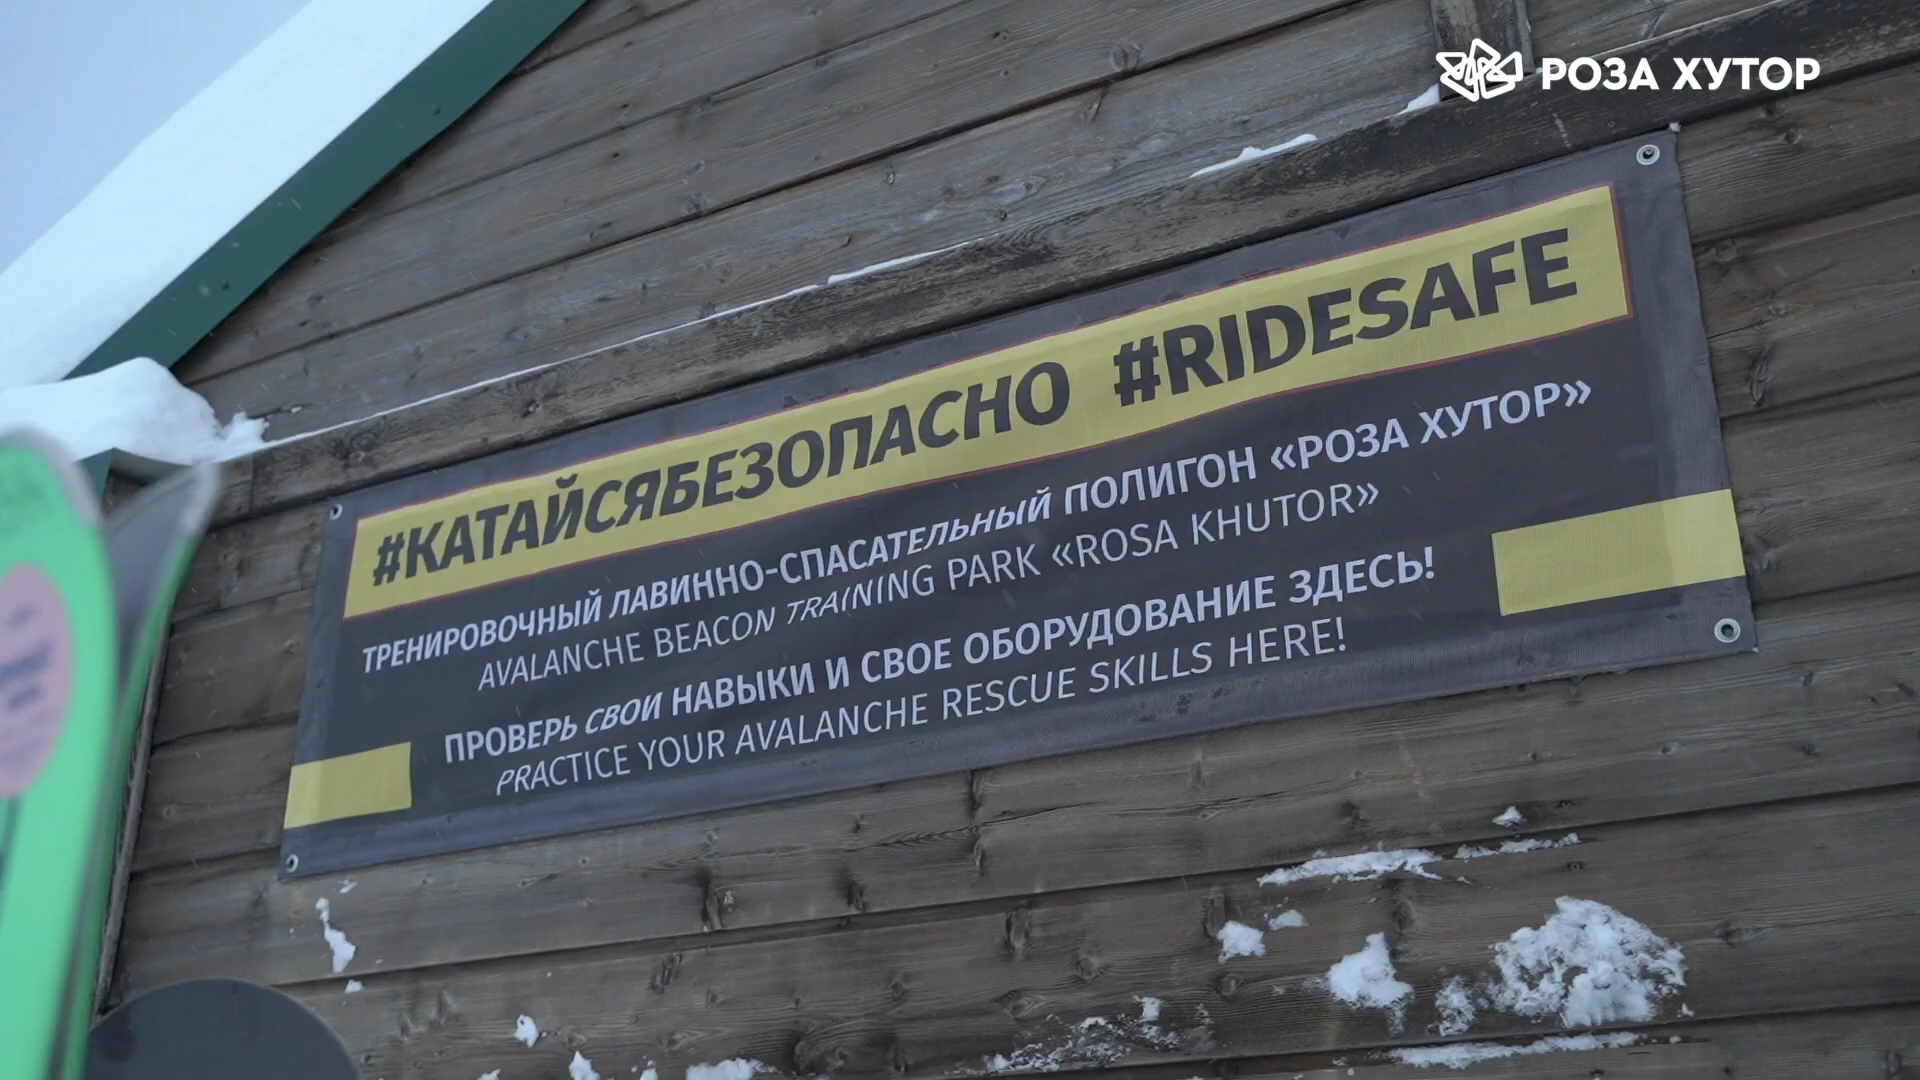 РОЗА ХУТОР
#КАТАЙСЯБЕЗОПАСНО #RIDESAFE
ТРЕНИРОВОЧНЫЙ ЛАВИННО-СПАСАТЕЛЬНЫЙ ПОЛИГОН «РОЗА ХУТОР»
AVALANCHE BEACON TRAINING PARK «ROSA KHUTOR»
ПРОВЕРЬ СВОИ НАВЫКИ И СВОЕ ОБОРУДОВАНИЕ ЗДЕСЬ!
PRACTICE YOUR AVALANCHE RESCUE SKILLS HERE!